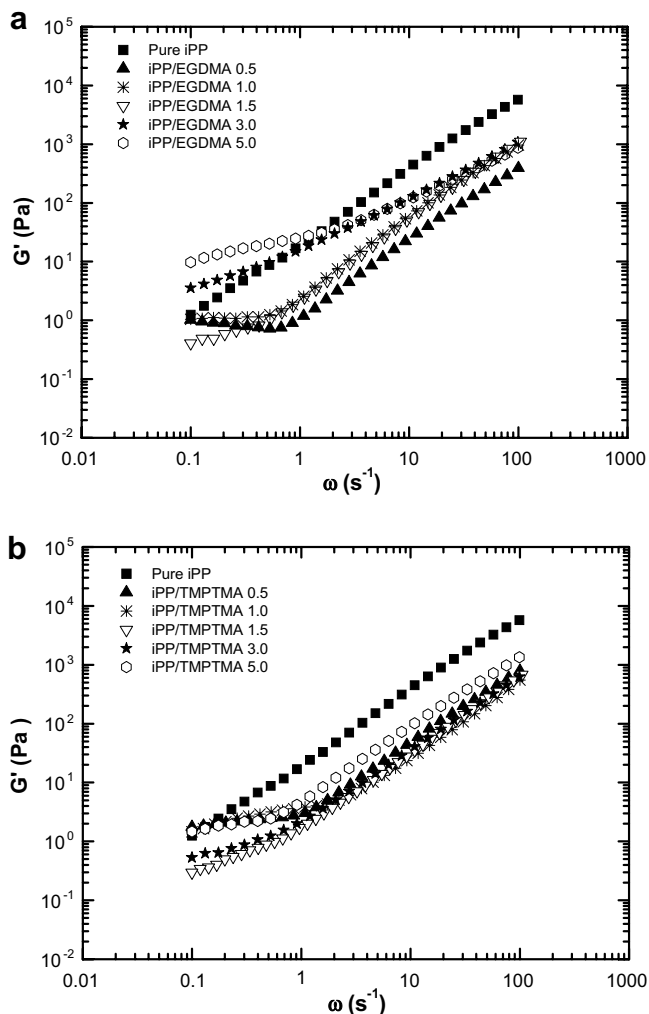 a
10^5
10^4
10^3
10^2
10^1
10^0
10^-1
10^-2
G' (Pa)
Pure iPP
iPP/EGDMA 0.5
iPP/EGDMA 1.0
iPP/EGDMA 1.5
iPP/EGDMA 3.0
iPP/EGDMA 5.0
0.01 0.1 1 10 100 1000
ω (s^-1)
b
10^5
10^4
10^3
10^2
10^1
10^0
10^-1
10^-2
G' (Pa )
Pure iPP
iPP/TMPTMA 0.5
iPP/TMPTMA 1.0
iPP/TMPTMA 1.5
iPP/TMPTMA 3.0
iPP/TMPTMA 5.0
0.01 0.1 1 10 100 1000
ω (s^-1)